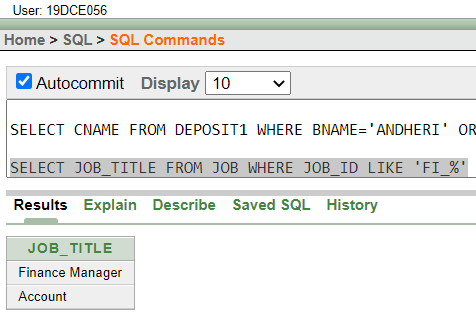 User: 19DCE056
Home > SQL > SQL Commands
Autocommit Display 10
SELECT CNAME FROM DEPOSIT1 WHERE BNAME='ANDHERI' OR
SELECT JOB_TITLE FROM JOB WHERE JOB_ID LIKE 'FI_%'
Results Explain Describe Saved SQL History
JOB_TITLE
Finance Manager
Account